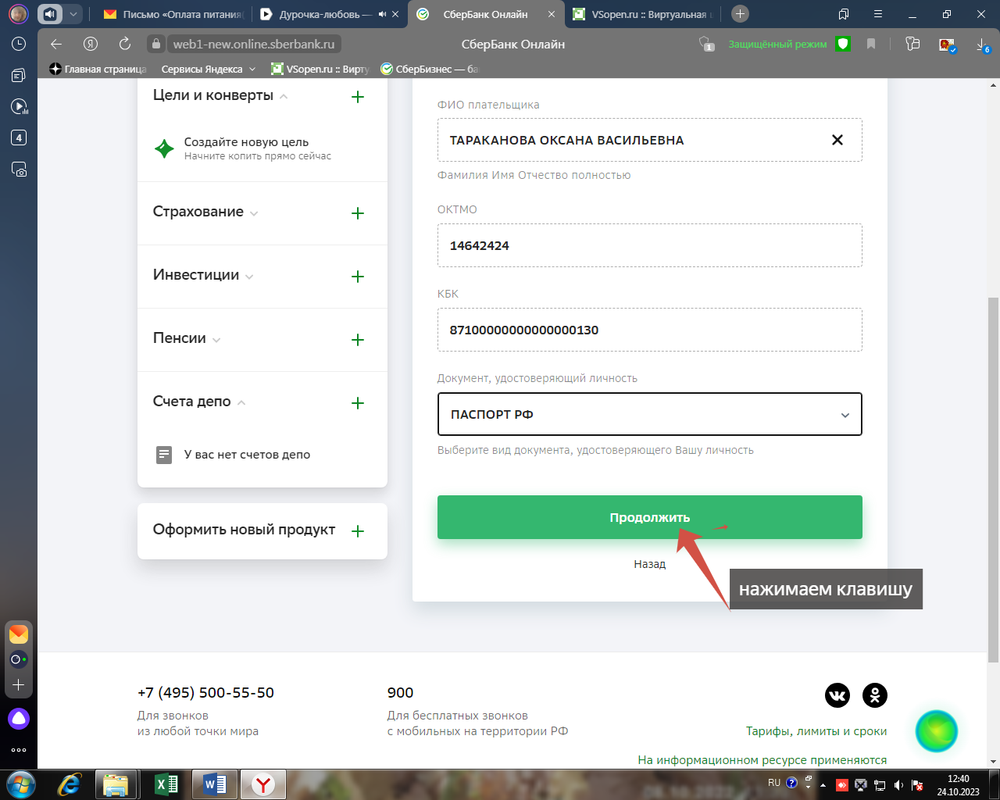 Письмо «Оплата питания(
Дурочка-любовь —
СберБанк Онлайн
VSopen.ru :: Виртуальная
web1-new.online.sberbank.ru
СберБанк Онлайн
1
Защищённый режим
6
Главная страница
Сервисы Яндекса
VSopen.ru :: Вирту
СберБизнес — ба
4
Цели и конверты
Создайте новую цель
Начните копить прямо сейчас
Страхование
Инвестиции
Пенсии
Счета депо
У вас нет счетов депо
Оформить новый продукт
ФИО плательщика
ТАРАКАНОВА ОКСАНА ВАСИЛЬЕВНА
Фамилия Имя Отчество полностью
ОКТМО
14642424
КБК
87100000000000000130
Документ, удостоверяющий личность
ПАСПОРТ РФ
Выберите вид документа, удостоверяющего Вашу личность
Продолжить
Назад
нажимаем клавишу
+7 (495) 500-55-50
Для звонков
из любой точки мира
900
Для бесплатных звонков
с мобильных на территории РФ
Тарифы, лимиты и сроки
На информационном ресурсе применяются
RU
12:40
24.10.2023